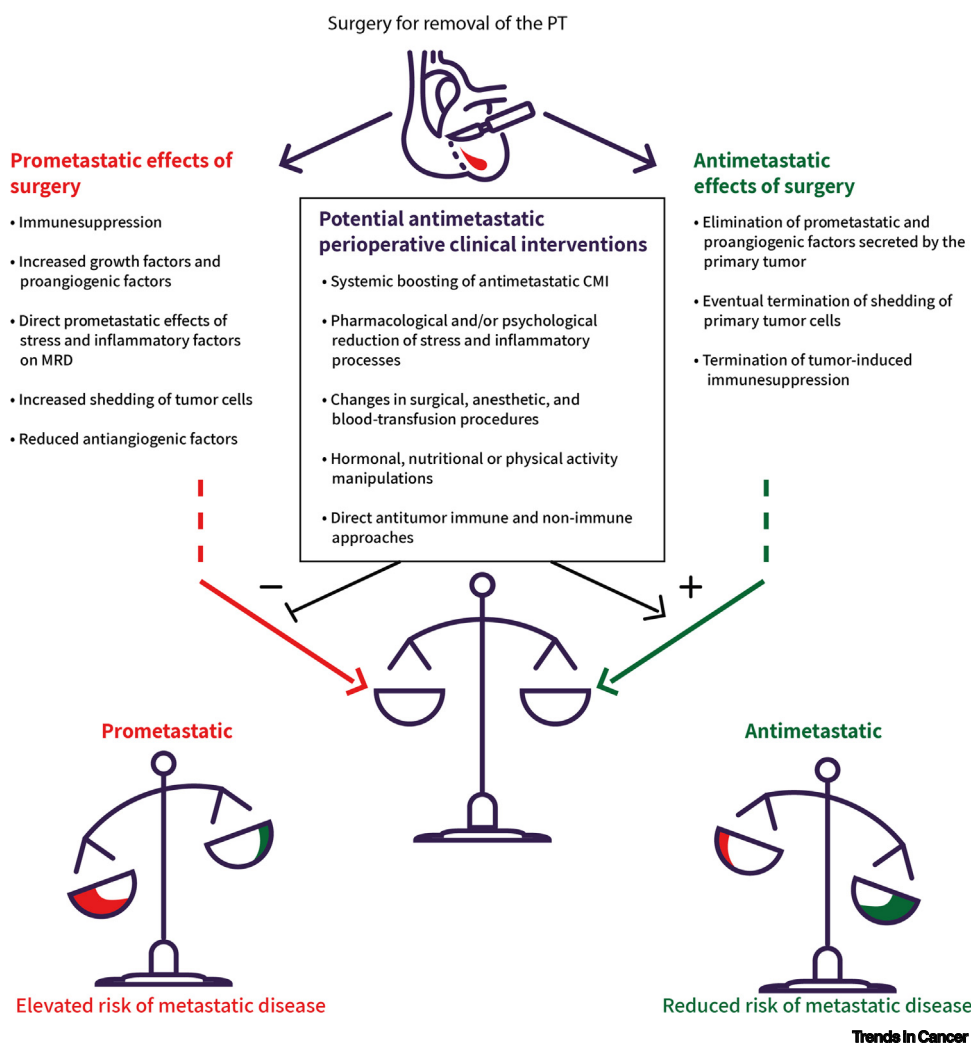 Surgery for removal of the PT
Prometastatic effects of
surgery
• Immunesuppression
• Increased growth factors and
proangiogenic factors
• Direct prometastatic effects of
stress and inflammatory factors
on MRD
• Increased shedding of tumor cells
• Reduced antiangiogenic factors
Potential antimetastatic
perioperative clinical interventions
• Systemic boosting of antimetastatic CMI
• Pharmacological and/or psychological
reduction of stress and inflammatory
processes
• Changes in surgical, anesthetic, and
blood-transfusion procedures
• Hormonal, nutritional or physical activity
manipulations
• Direct antitumor immune and non-immune
approaches
Antimetastatic
effects of surgery
• Elimination of prometastatic and
proangiogenic factors secreted by the
primary tumor
• Eventual termination of shedding of
primary tumor cells
• Termination of tumor-induced
immunesuppression
−
+
Prometastatic
Antimetastatic
Elevated risk of metastatic disease
Reduced risk of metastatic disease
Trends in Cancer